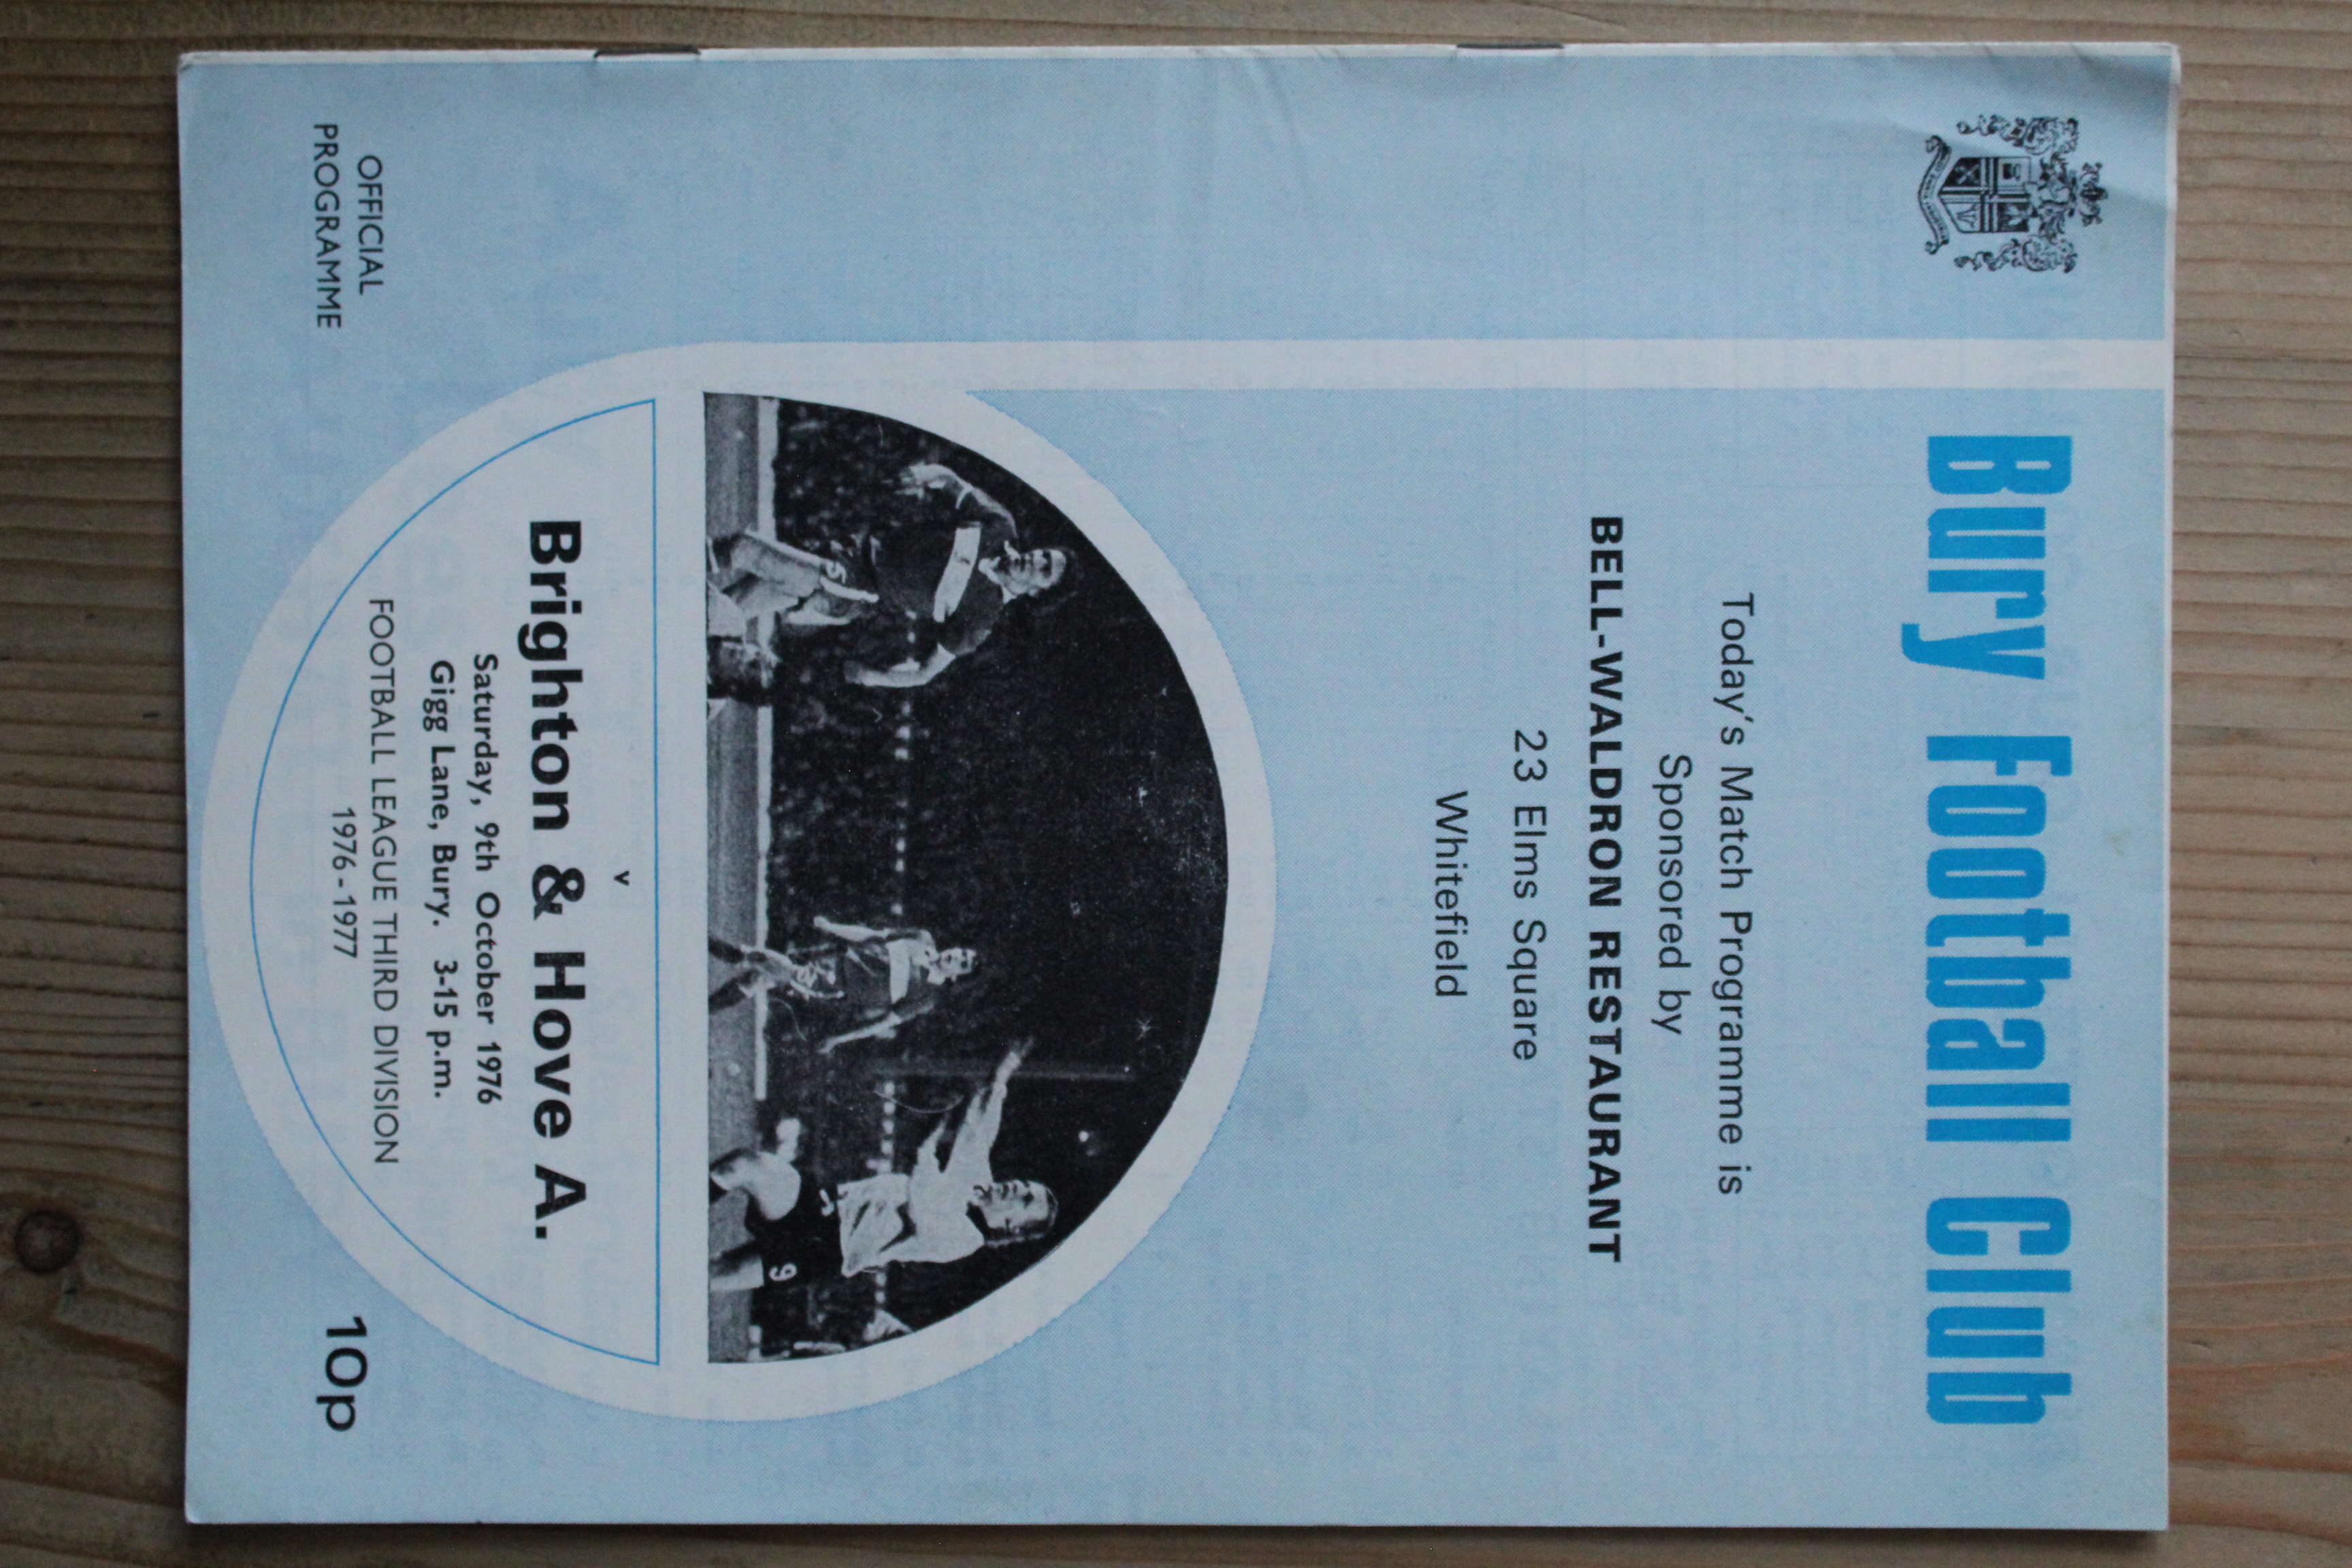 Bury Football Club
Today's Match Programme is
Sponsored by
BELL-WALDRON RESTAURANT
23 Elms Square
Whitefield
9
v
Brighton & Hove A.
Saturday, 9th October 1976
Gigg Lane, Bury. 3-15 p.m.
FOOTBALL LEAGUE THIRD DIVISION
1976-1977
OFFICIAL
PROGRAMME
10p